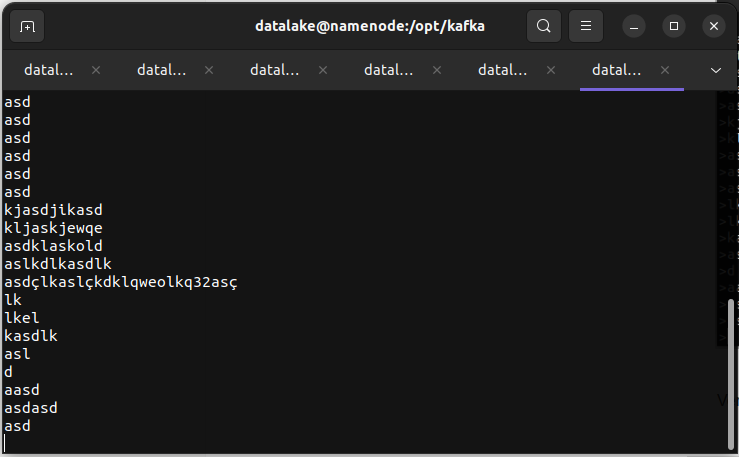 datalake@namenode:/opt/kafka
datal... datal... datal... datal... datal... datal...
asd
asd
asd
asd
asd
asd
kjasdjikasd
kljaskjewqe
asdklaskold
aslkdlkasdlk
asdçlkaslçkdklqweolkq32asç
lk
lkel
kasdlk
asl
d
aasd
asdasd
asd